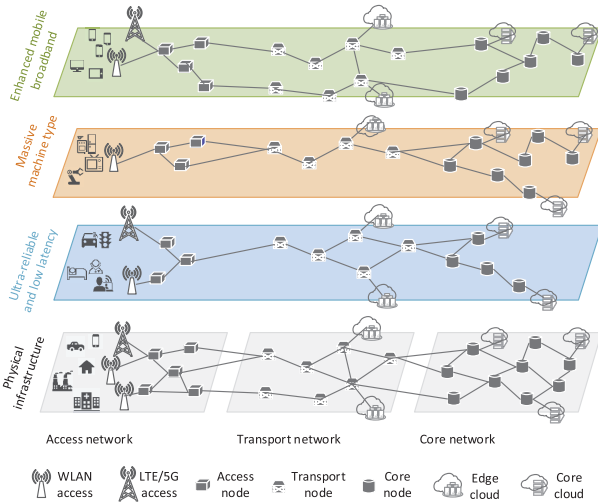 Enhanced mobile
broadband
Massive
machine type
Ultra-reliable
and low latency
Physical
infrastructure
Access network
Transport network
Core network
WLAN
access
LTE/5G
access
Access
node
Transport
node
Core
node
Edge
cloud
Core
cloud